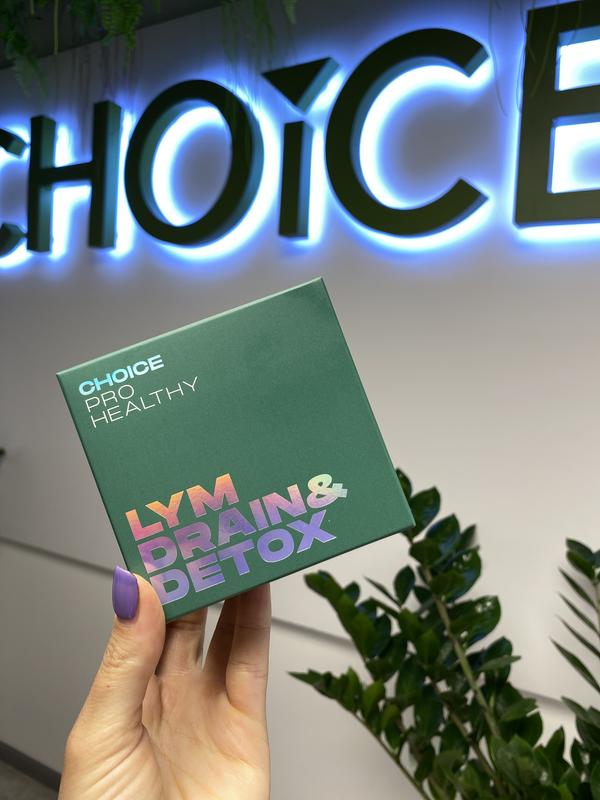 CHOICE
CHOICE
PRO
HEALTHY
LYM
DRAIN&
DETOX